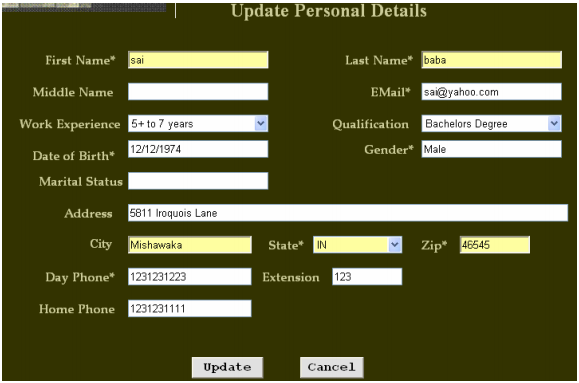 Update Personal Details
First Name* sai Last Name* baba
Middle Name EMail* sai@yahoo.com
Work Experience 5+ to 7 years Qualification Bachelors Degree
Date of Birth* 12/12/1974 Gender* Male
Marital Status
Address 5811 Iroquois Lane
City Mishawaka State* IN Zip* 46545
Day Phone* 1231231223 Extension 123
Home Phone 1231231111
Update Cancel